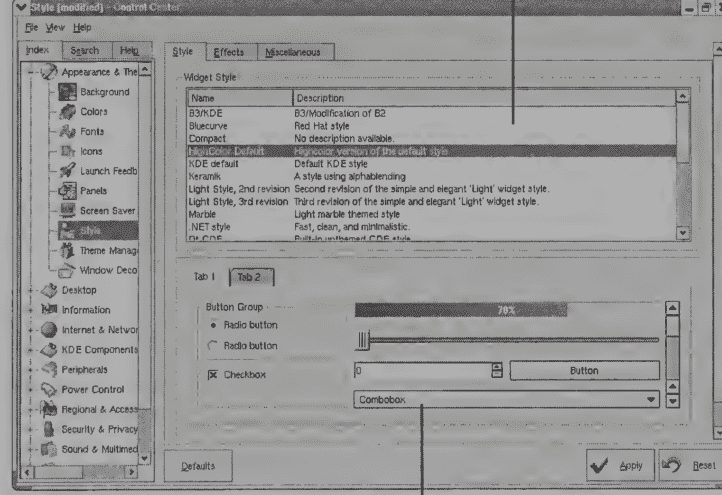 Style [modified] - Control Center
File View Help
Index Search Help
Appearance & The
Background
Colors
Fonts
Icons
Launch Feedb
Panels
Screen Saver
Style
Theme Manag
Window Deco
Desktop
Information
Internet & Networ
KDE Components
Peripherals
Power Control
Regional & Access
Security & Privacy
Sound & Multimed
Style Effects Miscellaneous
Widget Style
Name Description
B3/KDE B3/Modification of B2
Bluecurve Red Hat style
Compact No description available.
HighColor Default Highcolor version of the default style
KDE default Default KDE style
Keramik A style using alphablending
Light Style, 2nd revision Second revision of the simple and elegant 'Light' widget style.
Light Style, 3rd revision Third revision of the simple and elegant 'Light' widget style.
Marble Light marble themed style
.NET style Fast, clean, and minimalistic.
Built-in unthemed CDE style
Tab 1 Tab 2
Button Group
70%
Radio button
Radio button
Checkbox
0
Button
Combobox
Defaults Apply Reset